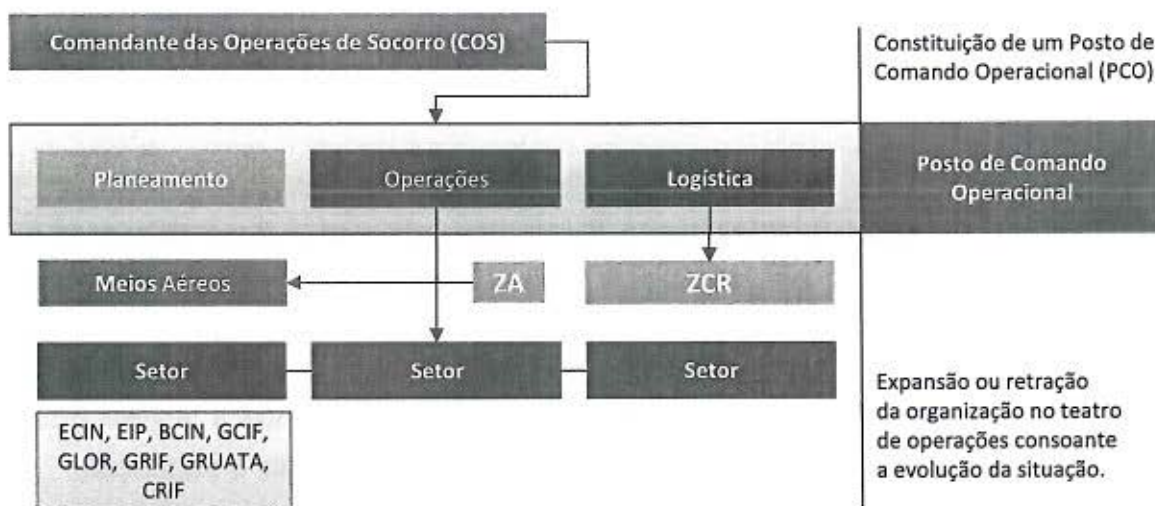 Comandante das Operações de Socorro (COS)
Constituição de um Posto de
Comando Operacional (PCO)
Planeamento
Operações
Logística
Posto de Comando
Operacional
Meios Aéreos
ZA
ZCR
Setor
Setor
Setor
ECIN, EIP, BCIN, GCIF,
GLOR, GRIF, GRUATA,
CRIF
Expansão ou retração
da organização no teatro
de operações consoante
a evolução da situação.